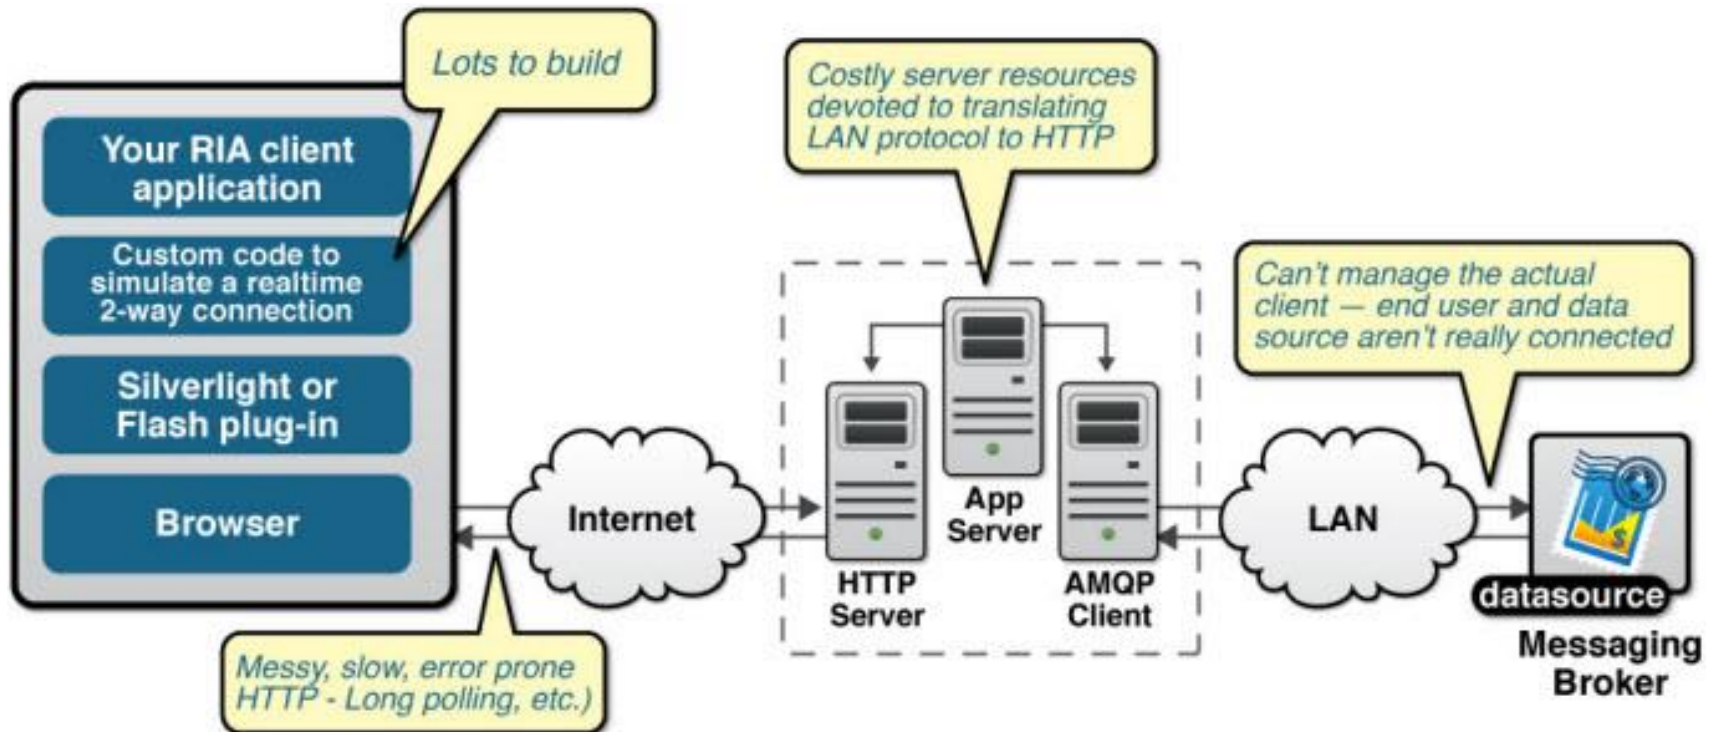 Lots to build
Your RIA client
application
Custom code to
simulate a realtime
2-way connection
Silverlight or
Flash plug-in
Browser
Messy, slow, error prone
HTTP - Long polling, etc.)
Internet
Costly server resources
devoted to translating
LAN protocol to HTTP
App
Server
HTTP
Server
AMQP
Client
Can't manage the actual
client — end user and data
source aren't really connected
LAN
$
datasource
Messaging
Broker